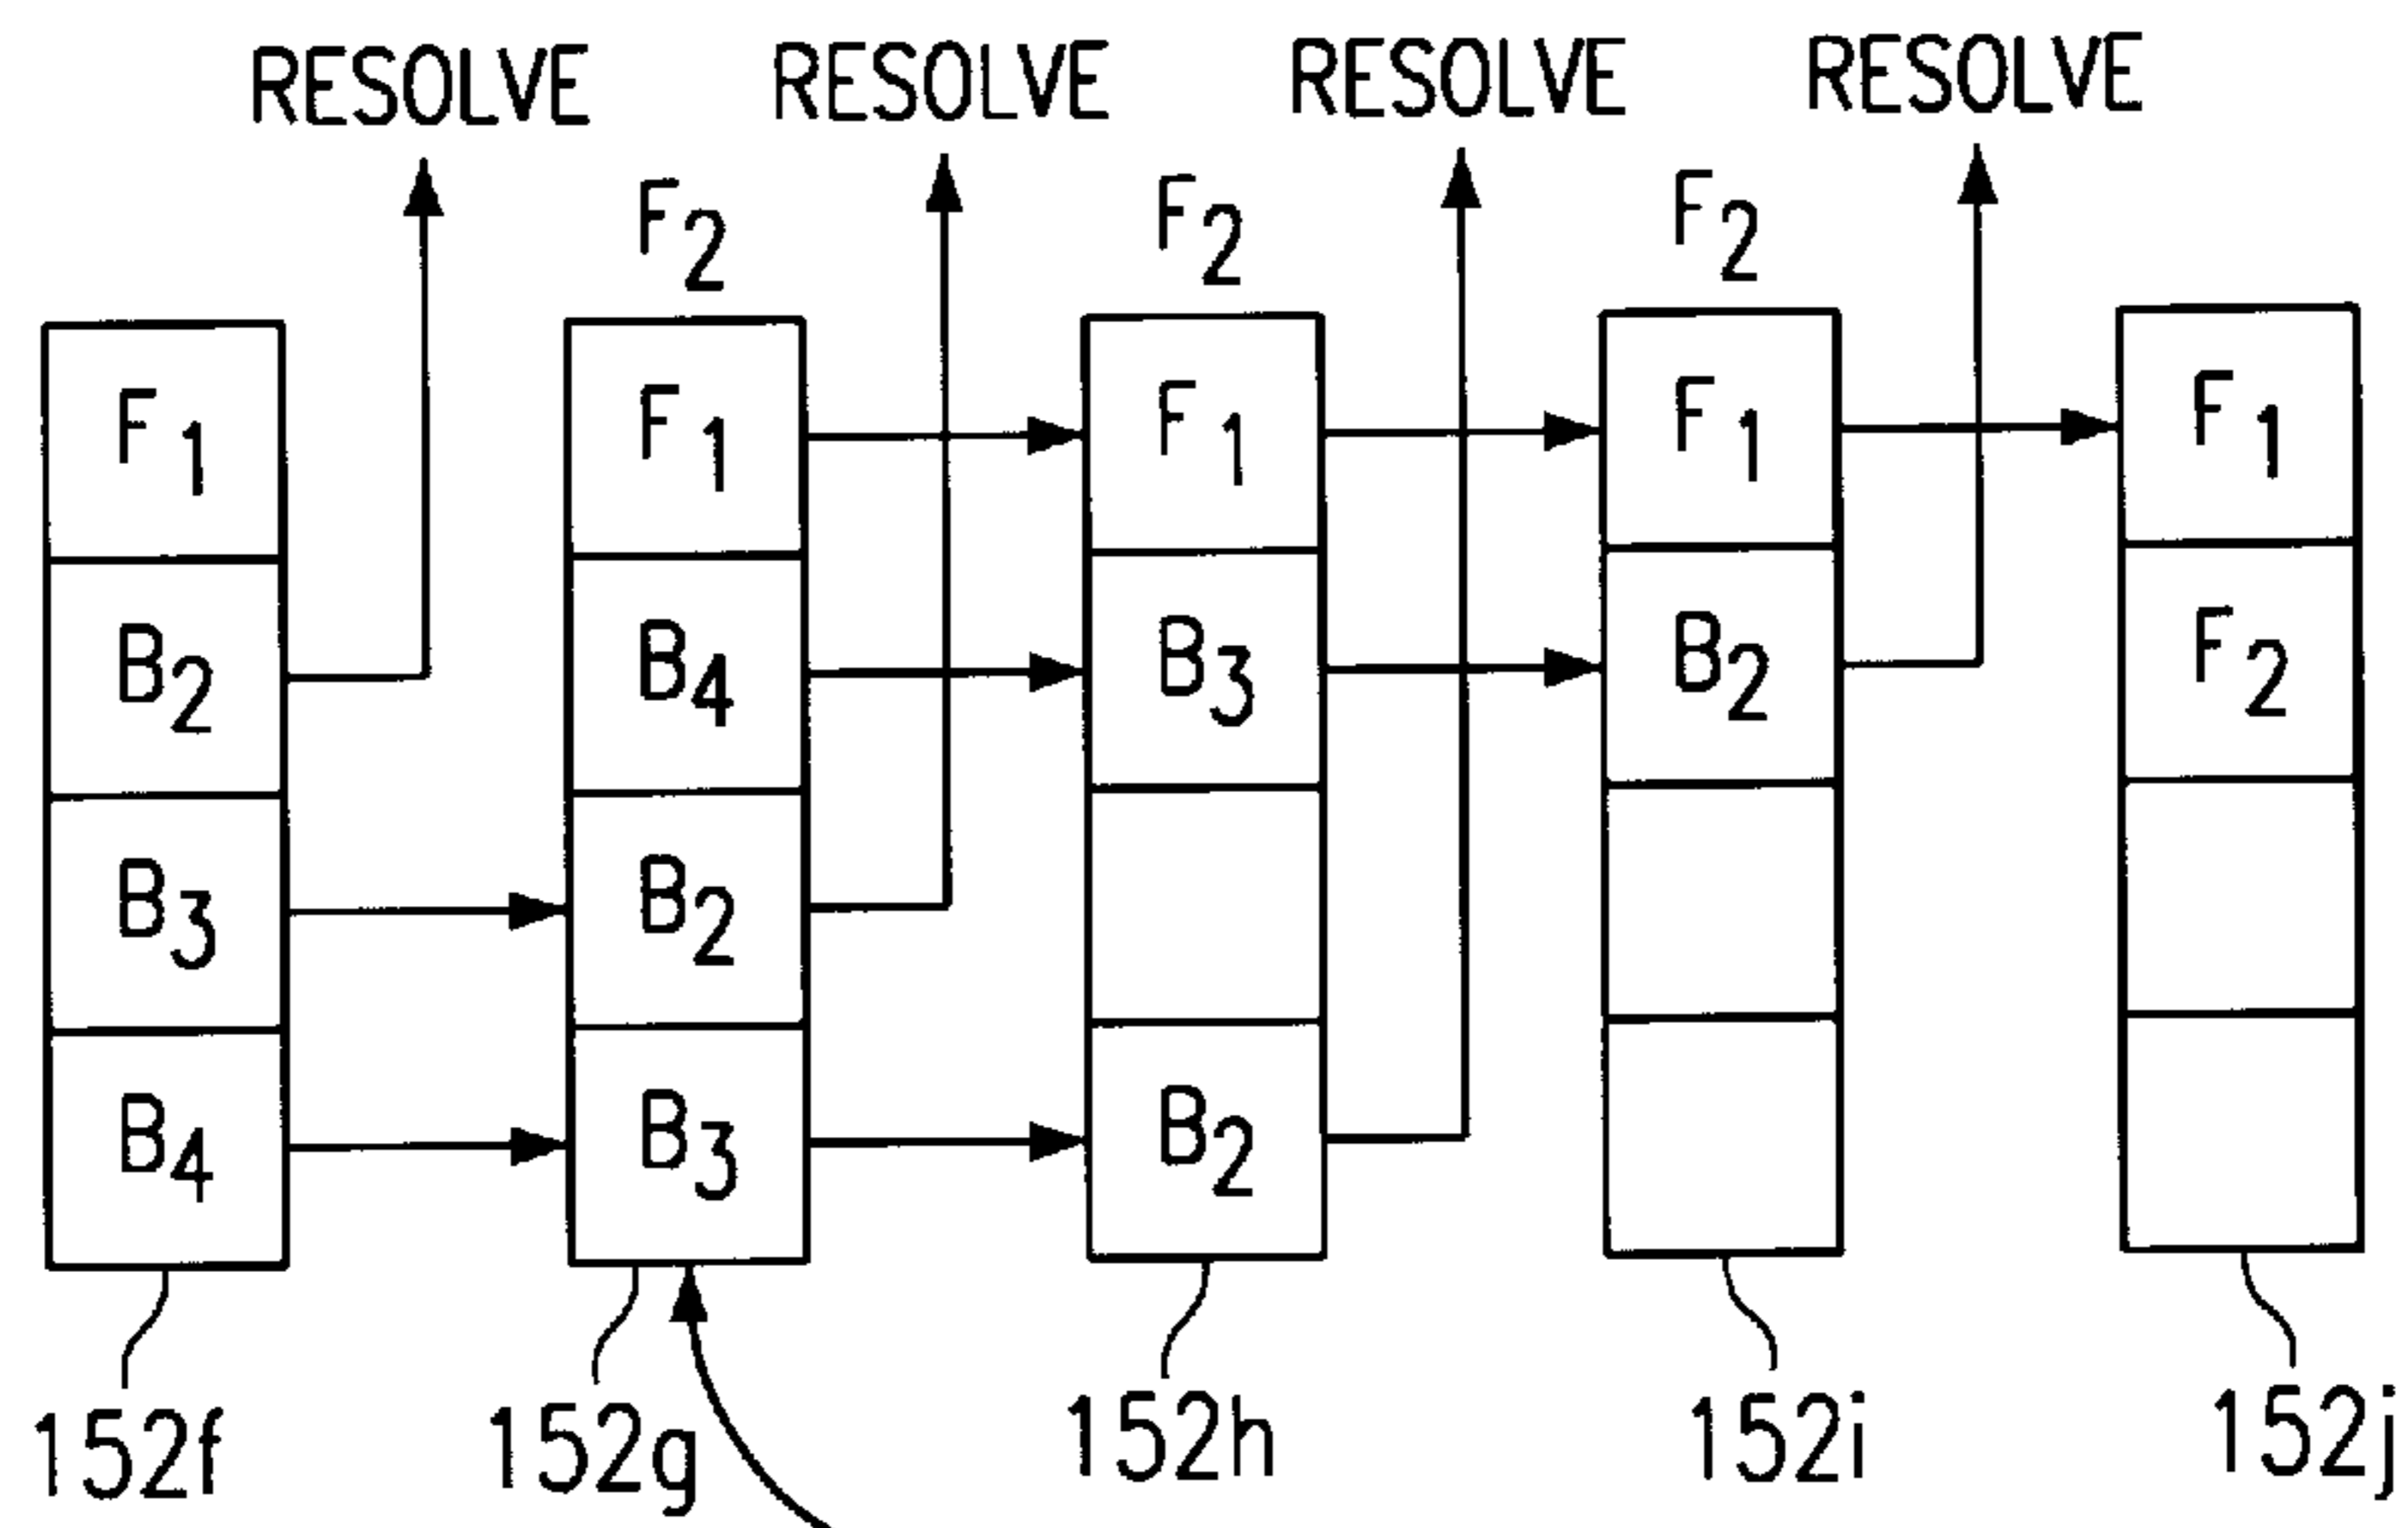 RESOLVE RESOLVE RESOLVE RESOLVE
F2 F2 F2
F1 F1 F1 F1 F1
B2 B4 B3 B2 F2
B3 B2
B4 B3 B2
152f 152g 152h 152i 152j